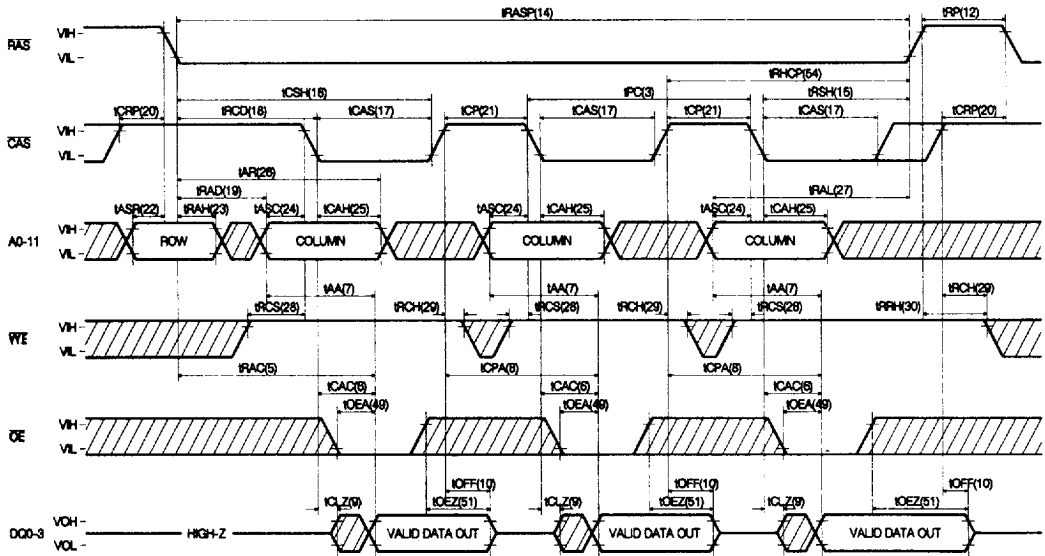 tRASP(14) tRP(12)
RAS VIH –
VIL –
tRHCP(54)
tCSH(16) tPC(3) tRSH(15)
tCRP(20) tRCD(18) tCAS(17) tCP(21) tCAS(17) tCP(21) tCAS(17) tCRP(20)
CAS VIH –
VIL –
tAR(26)
tRAD(19) tRAL(27)
tASR(22) tRAH(23) tASC(24) tCAH(25) tASC(24) tCAH(25) tASC(24) tCAH(25)
A0-11 VIH –
VIL –
ROW COLUMN COLUMN COLUMN
tAA(7) tAA(7) tAA(7) tRCH(29)
tRCS(28) tRCH(29) tRCS(28) tRCH(29) tRCS(28) tRRH(30)
WE VIH –
VIL –
tRAC(5) tCPA(8) tCPA(8)
tCAC(6) tCAC(6) tCAC(6)
tOEA(49) tOEA(49) tOEA(49)
OE VIH –
VIL –
tOFF(10) tOFF(10) tOFF(10)
tCLZ(9) tOEZ(51) tCLZ(9) tOEZ(51) tCLZ(9) tOEZ(51)
DQ0-3 VOH –
VOL –
HIGH-Z VALID DATA OUT VALID DATA OUT VALID DATA OUT